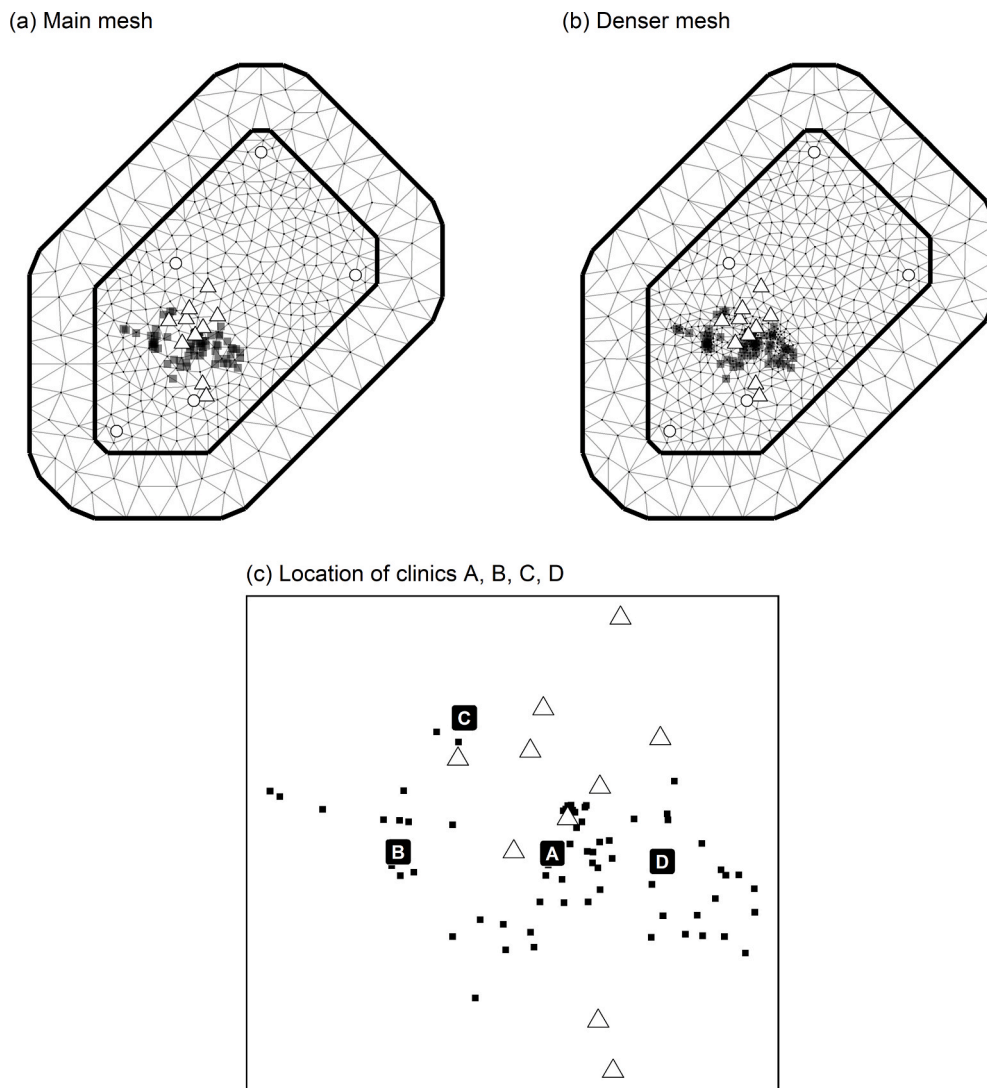 (a) Main mesh
(b) Denser mesh
(c) Location of clinics A, B, C, D
C
B
A
D